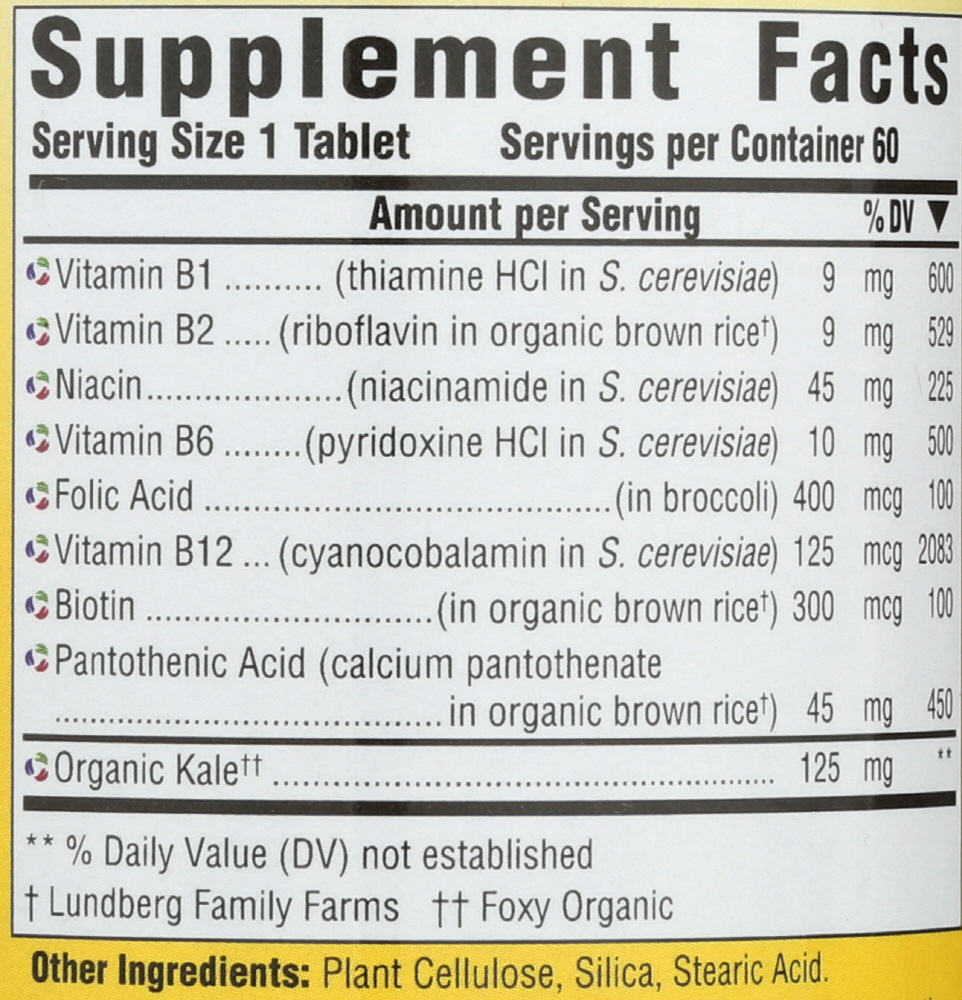 Supplement Facts
Serving Size 1 Tablet Servings per Container 60
Amount per Serving % DV ▼
Vitamin B1 .......... (thiamine HCl in S. cerevisiae) 9 mg 600
Vitamin B2 ..... (riboflavin in organic brown rice†) 9 mg 529
Niacin.................... (niacinamide in S. cerevisiae) 45 mg 225
Vitamin B6 ........(pyridoxine HCl in S. cerevisiae) 10 mg 500
Folic Acid ..........................................(in broccoli) 400 mcg 100
Vitamin B12 ... (cyanocobalamin in S. cerevisiae) 125 mcg 2083
Biotin ..............................(in organic brown rice†) 300 mcg 100
Pantothenic Acid (calcium pantothenate
........................................ in organic brown rice†) 45 mg 450
Organic Kale†† .................................................... 125 mg **
** % Daily Value (DV) not established
† Lundberg Family Farms †† Foxy Organic
Other Ingredients: Plant Cellulose, Silica, Stearic Acid.